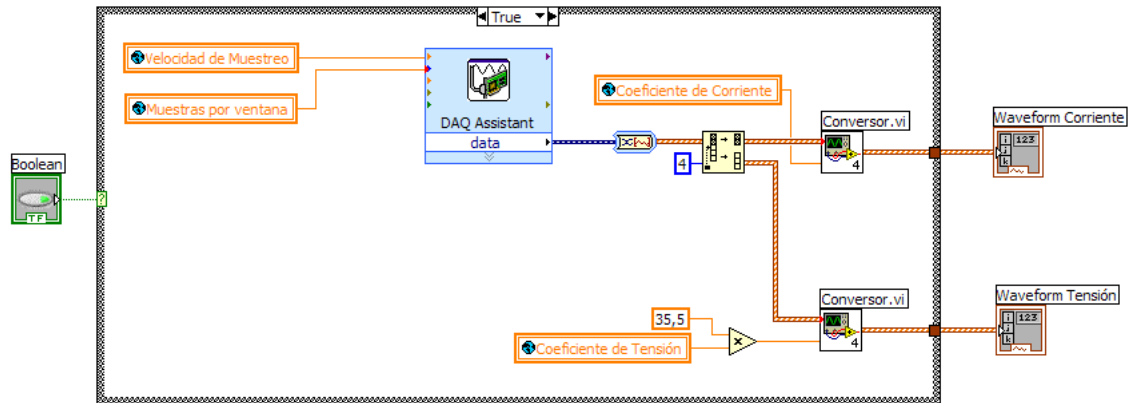 True
Velocidad de Muestreo
Muestras por ventana
DAQ Assistant
data
Coeficiente de Corriente
Conversor.vi
4
Waveform Corriente
123
i
j
k
Boolean
TF
?
4
35,5
Coeficiente de Tensión
x
Conversor.vi
4
Waveform Tensión
123
i
j
k